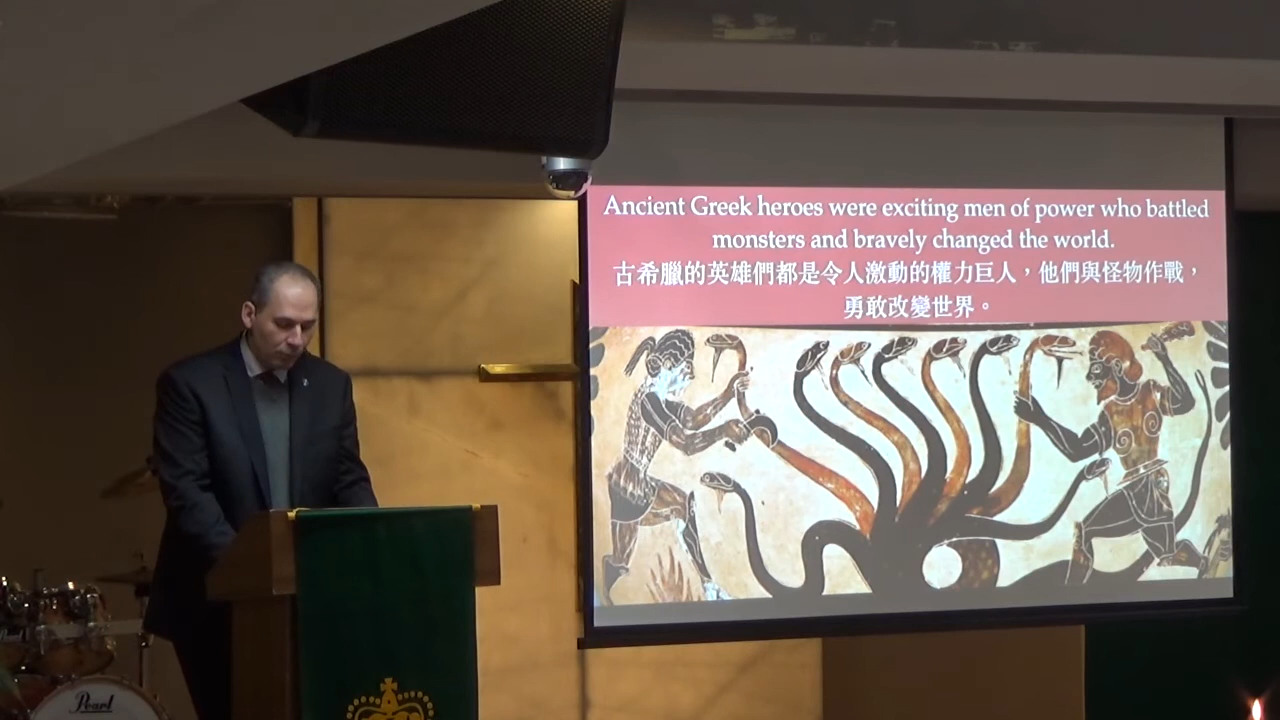 Ancient Greek heroes were exciting men of power who battled
monsters and bravely changed the world.
古希臘的英雄們都是令人激動的權力巨人，他們與怪物作戰，
勇敢改變世界。
Pearl